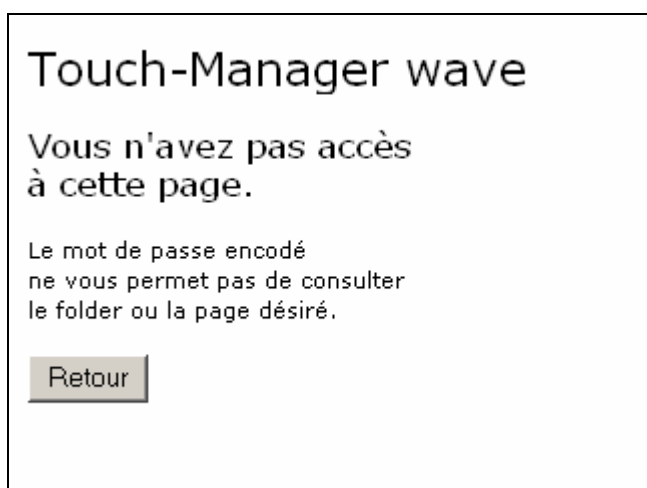 Touch-Manager wave
Vous n'avez pas accès
à cette page.
Le mot de passe encodé
ne vous permet pas de consulter
le folder ou la page désiré.
Retour